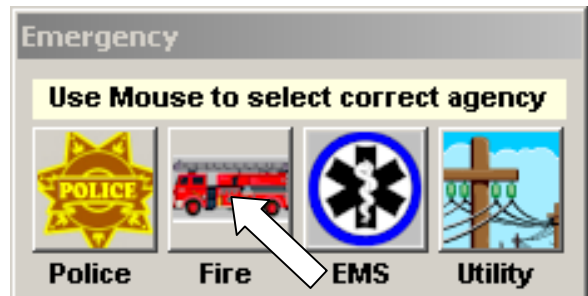 Emergency
Use Mouse to select correct agency
POLICE
Police Fire EMS Utility